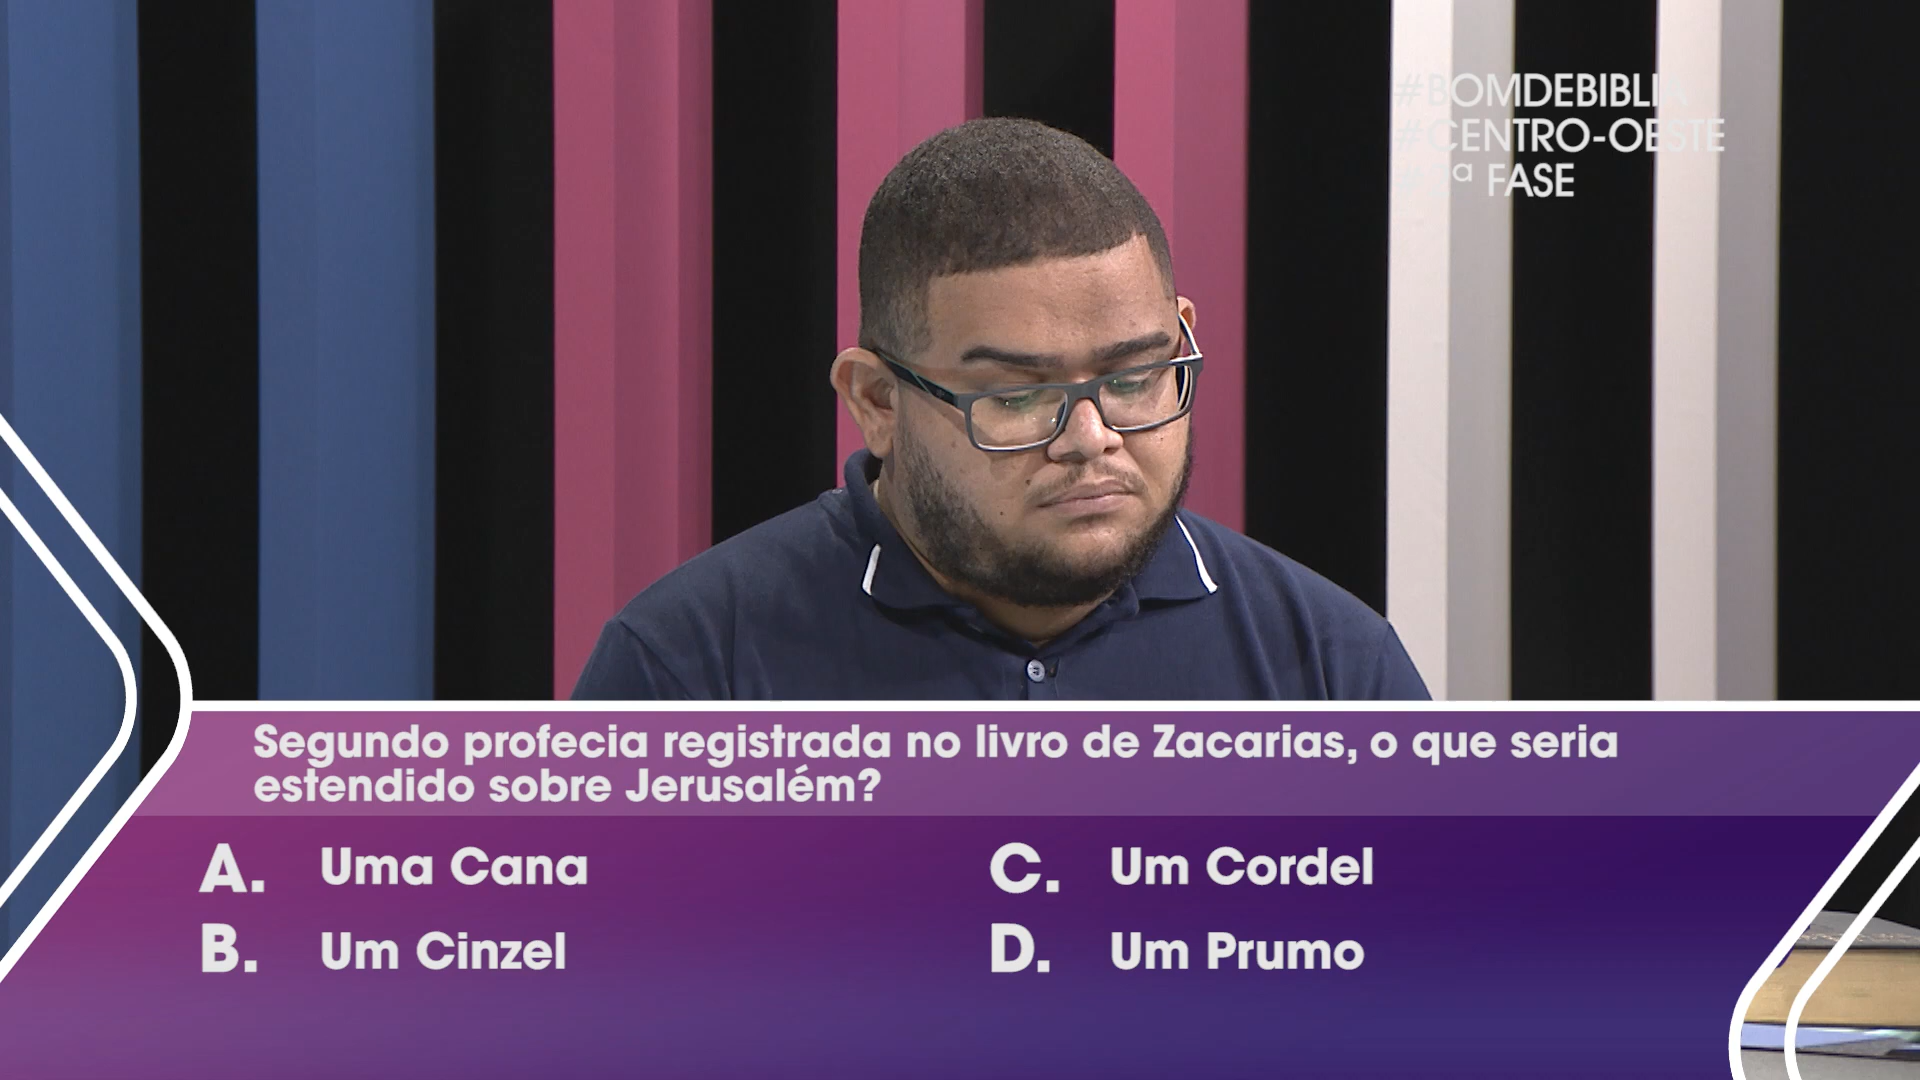 #BOMDEBIBLIA
#CENTRO-OESTE
ª FASE
Segundo profecia registrada no livro de Zacarias, o que seria
estendido sobre Jerusalém?
A. Uma Cana
C. Um Cordel
B. Um Cinzel
D. Um Prumo